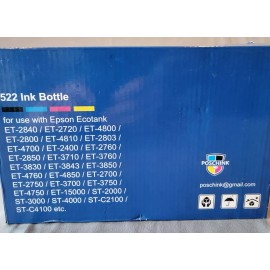 522 Ink Bottle
for use with Epson Ecotank
ET-2840 / ET-2720 / ET-4800 /
ET-2800 / ET-4810 / ET-2803 /
ET-4700 / ET-2400 / ET-2760
ET-2850 / ET-3710 / ET-3760 /
ET-3830 / ET-3843 / ET-3850 /
ET-4760 / ET-4850 / ET-2700 /
ET-2750 / ET-3700 / ET-3750 /
ET-4750 / ET-15000 / ST-2000 /
ST-3000 / ST-4000 / ST-C2100 /
ST-C4100 etc.
POSCHINK
poschink@gmail.com